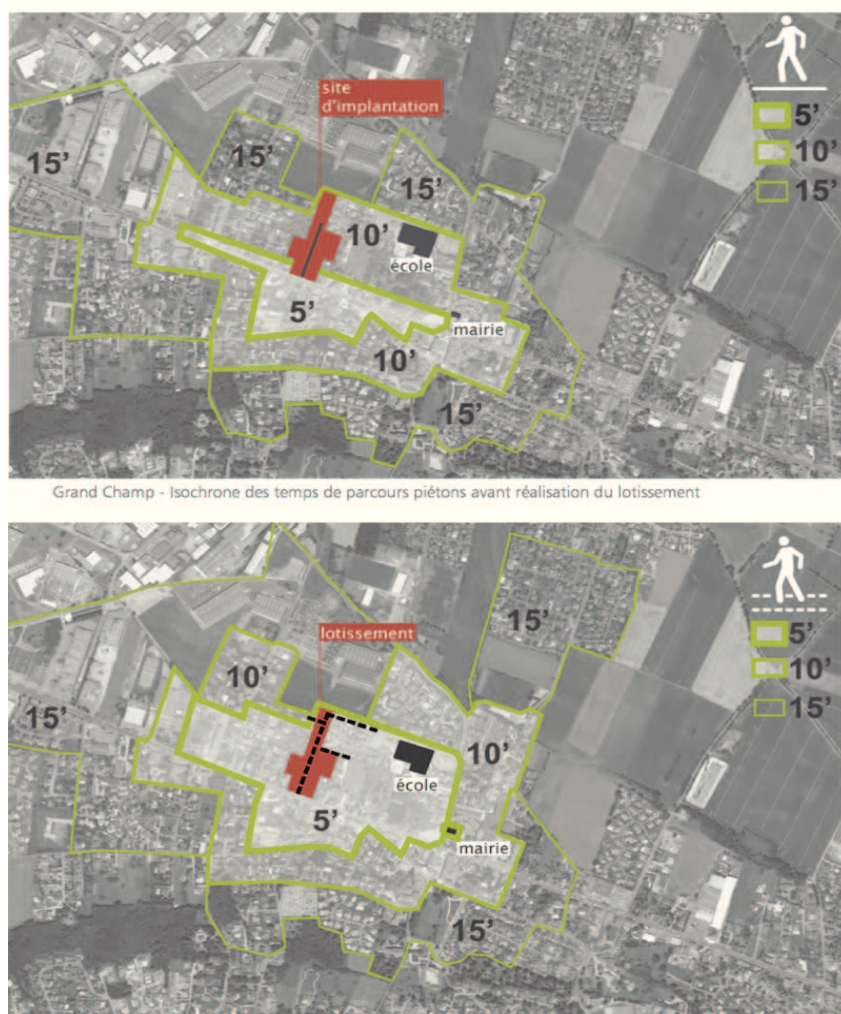 site
d'implantation
5'
10'
15'
15'
15'
15'
10'
école
5'
mairie
10'
15'
Grand Champ - Isochrone des temps de parcours piétons avant réalisation du lotissement
5'
10'
15'
15'
lotissement
10'
15'
10'
école
5'
mairie
15'